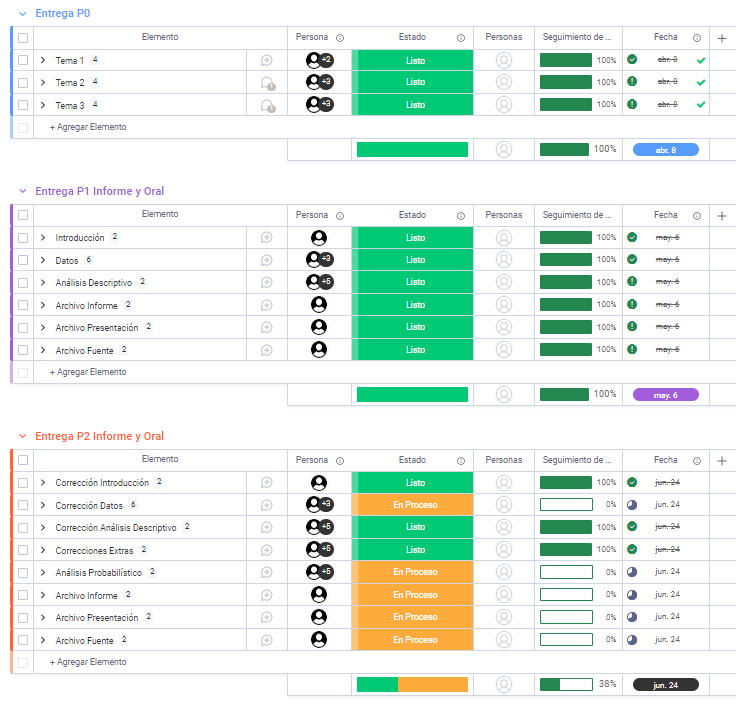 Entrega P0
Elemento Persona Estado Personas Seguimiento de ... Fecha
Tema 1 4 +2 Listo 100% abr. 8
Tema 2 4 1 +3 Listo 100% abr. 8
Tema 3 4 1 +3 Listo 100% abr. 8
+ Agregar Elemento
100% abr. 8
Entrega P1 Informe y Oral
Elemento Persona Estado Personas Seguimiento de ... Fecha
Introducción 2 Listo 100% may. 6
Datos 6 +3 Listo 100% may. 6
Análisis Descriptivo 2 +5 Listo 100% may. 6
Archivo Informe 2 Listo 100% may. 6
Archivo Presentación 2 Listo 100% may. 6
Archivo Fuente 2 Listo 100% may. 6
+ Agregar Elemento
100% may. 6
Entrega P2 Informe y Oral
Elemento Persona Estado Personas Seguimiento de ... Fecha
Corrección Introducción 2 Listo 100% jun. 24
Corrección Datos 6 +3 En Proceso 0% jun. 24
Corrección Análisis Descriptivo 2 +5 Listo 100% jun. 24
Correcciones Extras 2 +5 Listo 100% jun. 24
Análisis Probabilístico 2 +5 En Proceso 0% jun. 24
Archivo Informe 2 En Proceso 0% jun. 24
Archivo Presentación 2 En Proceso 0% jun. 24
Archivo Fuente 2 En Proceso 0% jun. 24
+ Agregar Elemento
38% jun. 24